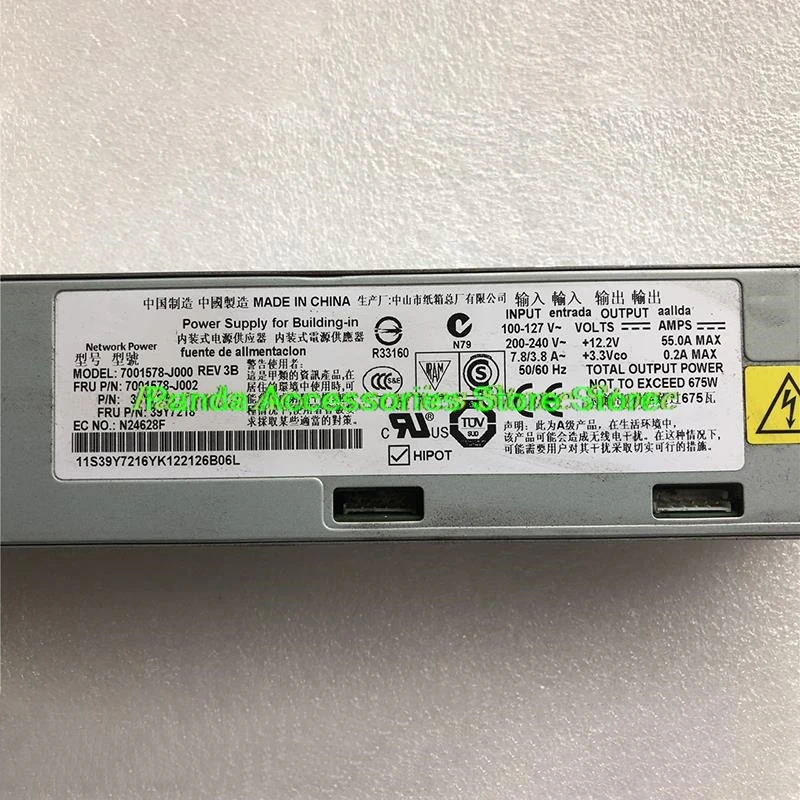 中国制造 中國製造 MADE IN CHINA 生产厂:中山市纸箱总厂有限公司
Power Supply for Building-in
内装式电源供应器 内裝式電源供應器
fuente de alimentacion
Network Power
型号 型號
MODEL: 7001578-J000 REV 3B
FRU P/N: 7001578-J002
P/N:
FRU P/N: 39Y7218
EC NO.: N24628F
11S39Y7216YK122126B06L
警告使用者:
這是甲類的資訊產品,在
居住的環境中使用時,可
求採取某些適當的對策
R33160
N79
RAM
S
CCC
S&E
c RU US
TÜV
SUD
HIPOT
输入 輸入 输出 輸出
INPUT entrada OUTPUT aalida
100-127 V~ VOLTS AMPS
200-240 V~ +12.2V 55.0A MAX
7.8/3.8 A~ +3.3Vco 0.2A MAX
50/60 Hz TOTAL OUTPUT POWER
NOT TO EXCEED 675W
675瓦
此为A级产品,在生活环境中,
该产品可能会造成无线电干扰。在这种情况下,
可能需要用户对其干扰采取切实可行的措施。
Panda Accessories Store Store